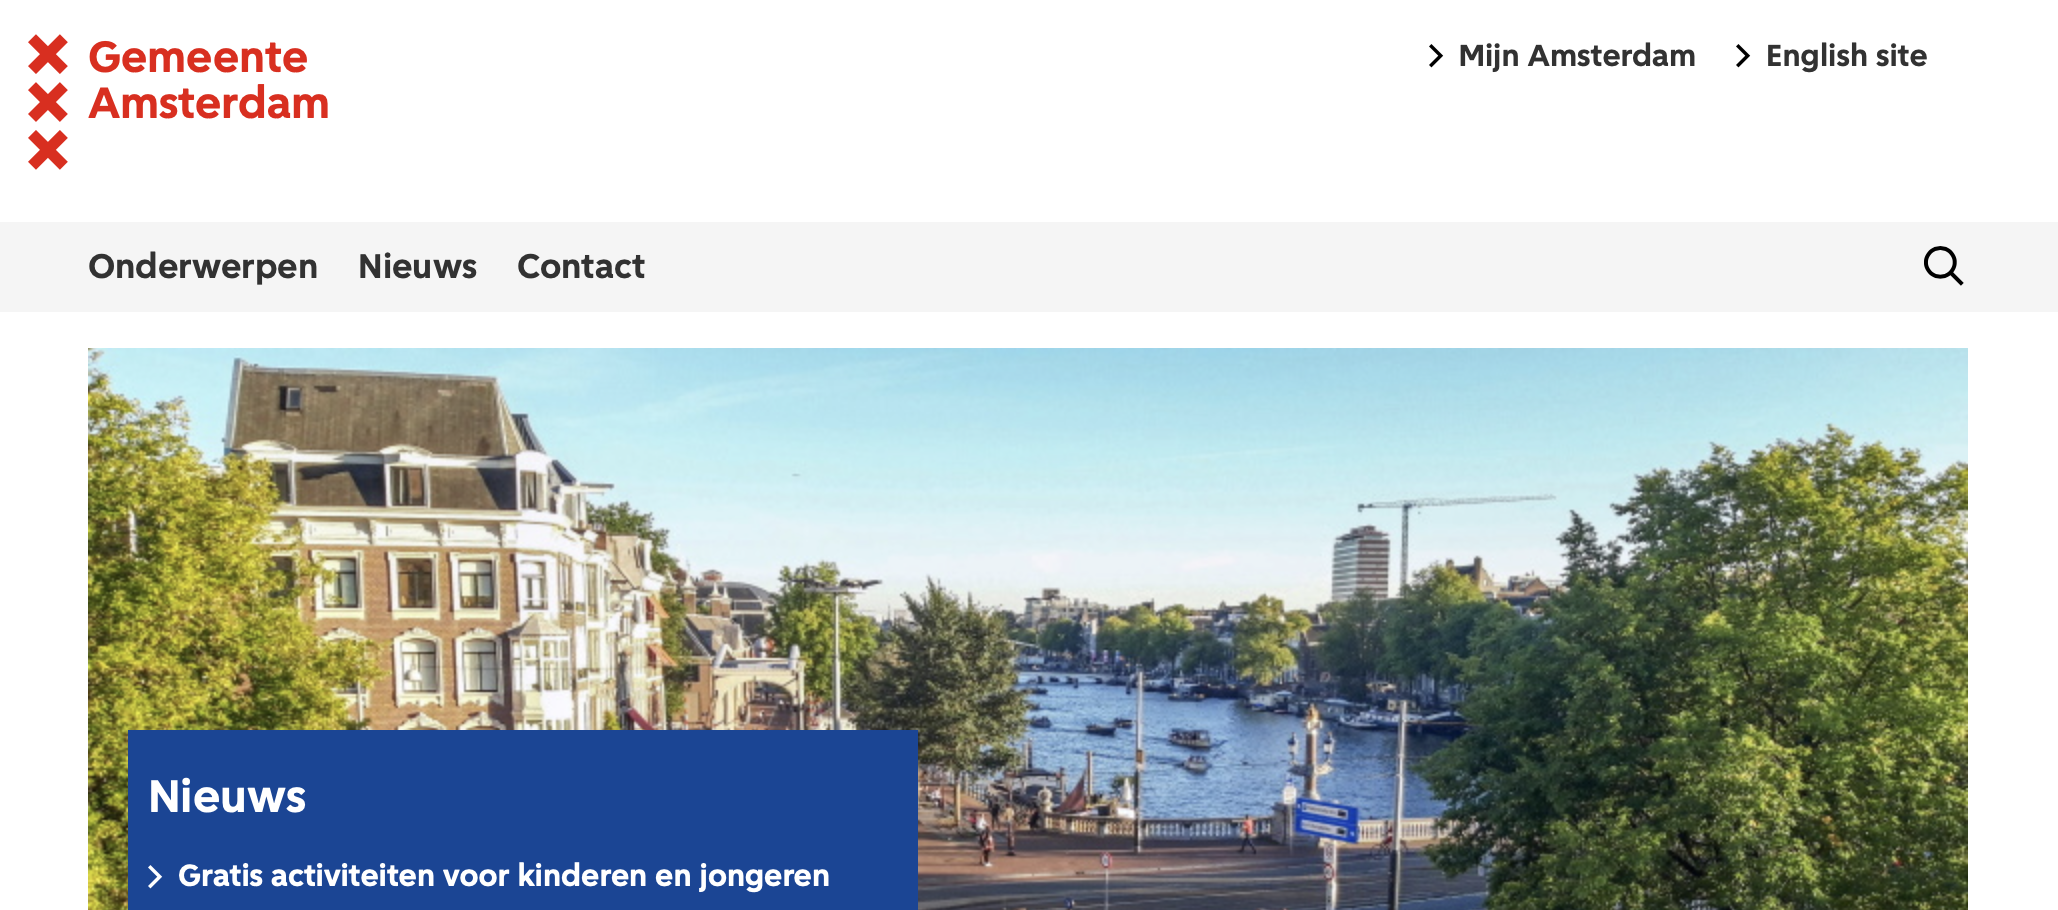 Gemeente
Amsterdam
Mijn Amsterdam
English site
Onderwerpen
Nieuws
Contact
Nieuws
Gratis activiteiten voor kinderen en jongeren